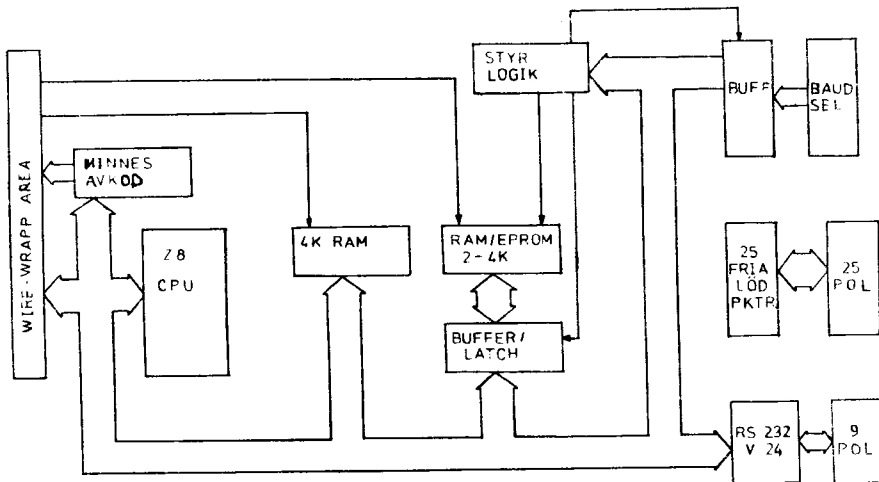 STYR
LOGIK
BUFF
BAUD
SEL
WIRE-WRAPP AREA
MINNES
AVKOD
Z8
CPU
4K RAM
RAM/EPROM
2-4K
25
FRIA
LÖD
PKTR
25
POL
BUFFER/
LATCH
RS 232
V 24
9
POL